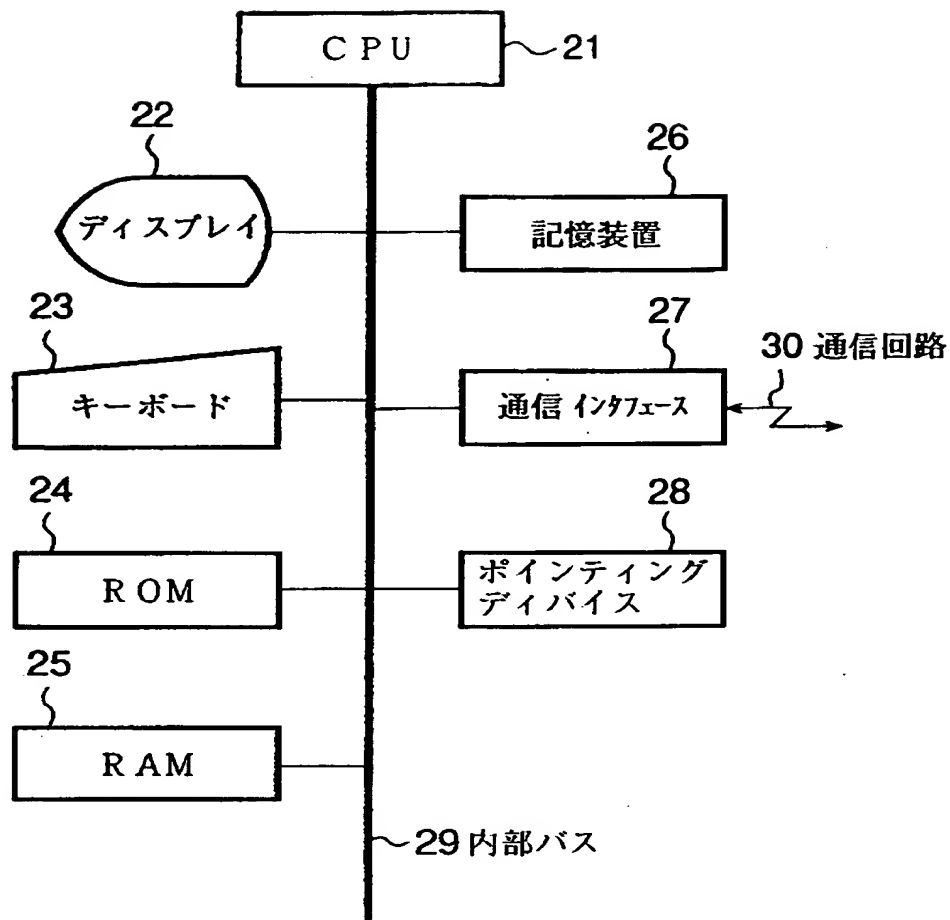 CPU
21
22
ディスプレイ
26
記憶装置
23
キーボード
27
通信 インタフェース
30 通信回路
24
ROM
28
ポインティング
ディバイス
25
RAM
29 内部バス